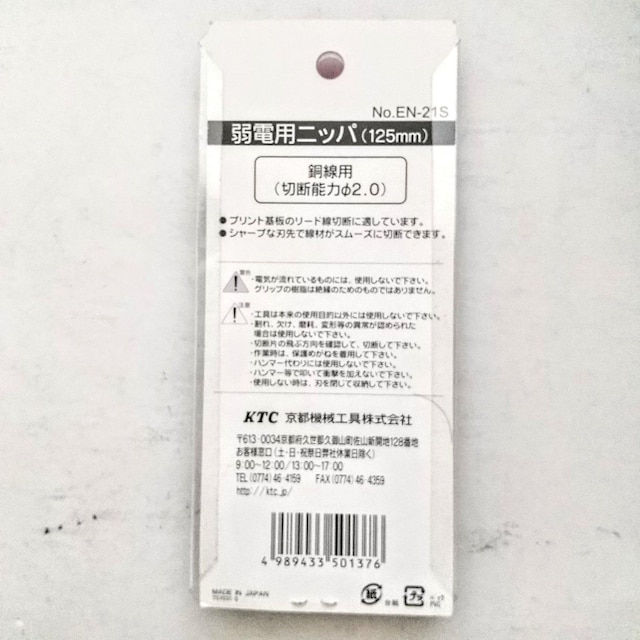 No.EN-21S
弱電用ニッパ(125mm)
銅線用
(切断能力φ2.0)
●プリント基板のリード線切断に適しています。
●シャープな刃先で線材がスムーズに切断できます。
警告
・電気が流れているものには、使用しないで下さい。
グリップの樹脂は絶縁のためのものではありません。
注意
・工具は本来の使用目的以外には使用しないで下さい。
・割れ、欠け、磨耗、変形等の異常が認められた
場合は使用しないで下さい。
・切断片の飛ぶ方向を確認して、切断して下さい。
・作業時は、保護めがねを着用して下さい。
・ハンマー代わりには使用しないで下さい。
・ハンマー等で叩いて衝撃を加えないで下さい。
・使用しない時は、刃を閉じて収納して下さい。
KTC 京都機械工具株式会社
〒613-0034京都府久世郡久御山町佐山新開地128番地
お客様窓口(土・日・祝祭日弊社休業日除く)
9:00~12:00/13:00~17:00
TEL(0774)46-4159 FAX(0774)46-4359
http://ktc.jp/
4 989433 501376
MADE IN JAPAN
紙 台紙 プラ PVC